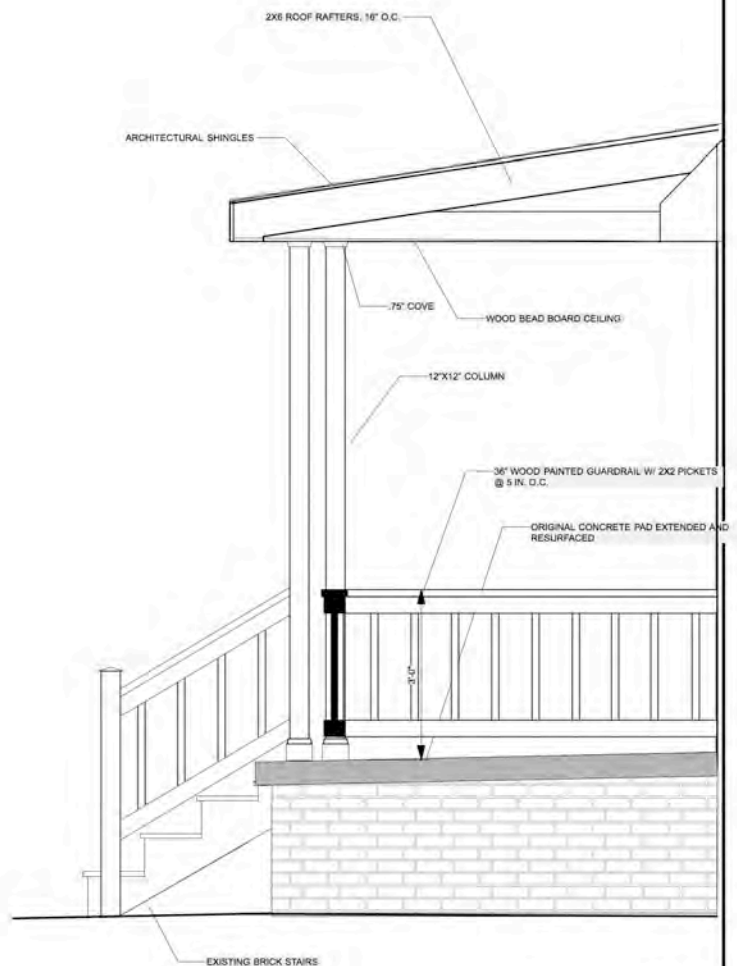 2X6 ROOF RAFTERS, 16" O.C.
ARCHITECTURAL SHINGLES
.75" COVE
WOOD BEAD BOARD CEILING
12"X12" COLUMN
36" WOOD PAINTED GUARDRAIL W/ 2X2 PICKETS
@ 5 IN. O.C.
ORIGINAL CONCRETE PAD EXTENDED AND
RESURFACED
3'-0"
EXISTING BRICK STAIRS